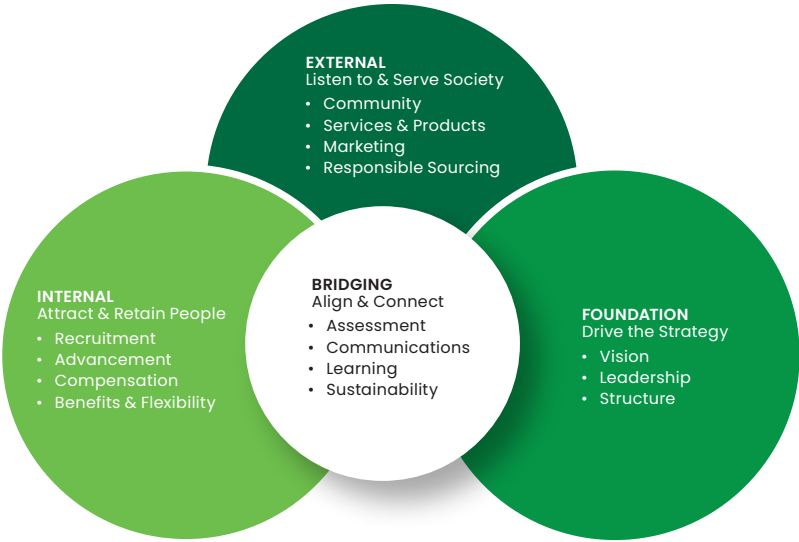 EXTERNAL
Listen to & Serve Society
• Community
• Services & Products
• Marketing
• Responsible Sourcing
INTERNAL
Attract & Retain People
• Recruitment
• Advancement
• Compensation
• Benefits & Flexibility
BRIDGING
Align & Connect
• Assessment
• Communications
• Learning
• Sustainability
FOUNDATION
Drive the Strategy
• Vision
• Leadership
• Structure